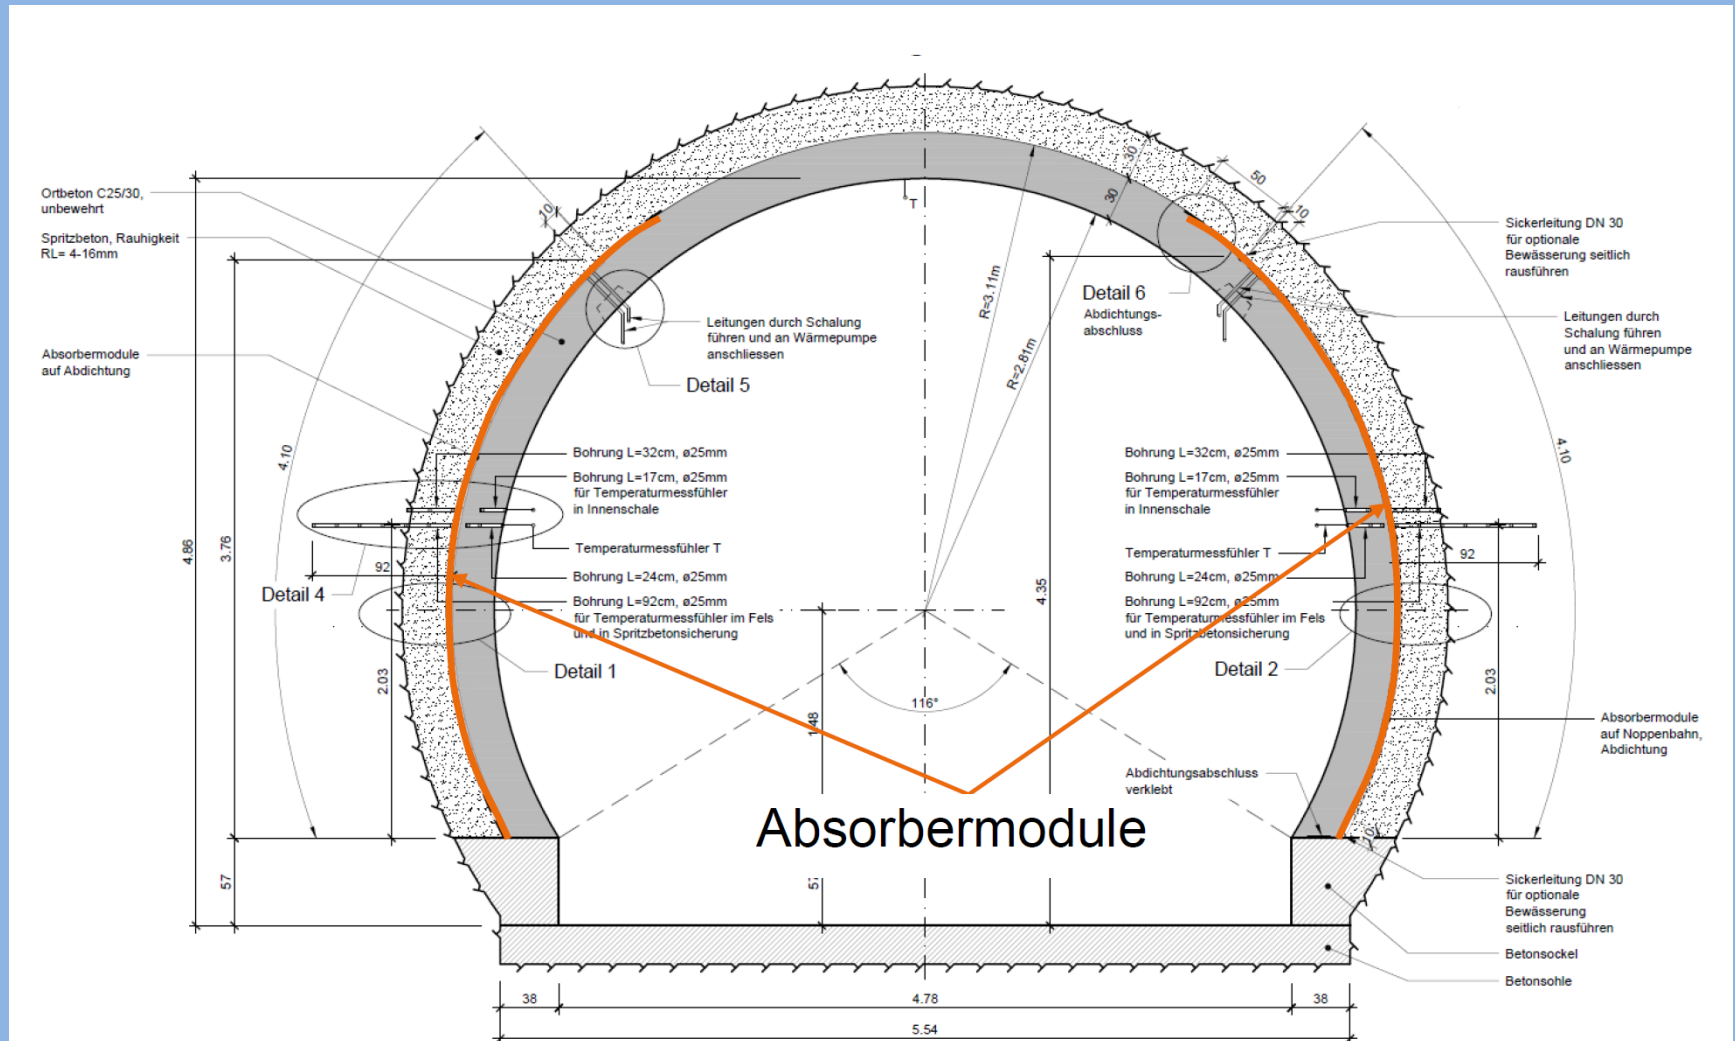 Ortbeton C25/30,
unbewehrt
Spritzbeton, Rauhigkeit
RL= 4-16mm
Absorbermodule
auf Abdichtung
10
4.10
4.86
3.76
57
2.03
92
Detail 4
Detail 1
Detail 5
Leitungen durch Schalung
führen und an Wärmepumpe
anschliessen
Bohrung L=32cm, ø25mm
Bohrung L=17cm, ø25mm
für Temperaturmessfühler
in Innenschale
Temperaturmessfühler T
Bohrung L=24cm, ø25mm
Bohrung L=92cm, ø25mm
für Temperaturmessfühler im Fels
und in Spritzbetonsicherung
T
R=3.11m
R=2.81m
30
30
50
10
Detail 6
Abdichtungs-
abschluss
4.35
116°
Bohrung L=32cm, ø25mm
Bohrung L=17cm, ø25mm
für Temperaturmessfühler
in Innenschale
Temperaturmessfühler T
Bohrung L=24cm, ø25mm
Bohrung L=92cm, ø25mm
für Temperaturmessfühler im Fels
und in Spritzbetonsicherung
Detail 2
92
2.03
4.10
Sickerleitung DN 30
für optionale
Bewässerung seitlich
rausführen
Leitungen durch
Schalung führen
und an Wärmepumpe
anschliessen
Absorbermodule
auf Noppenbahn,
Abdichtung
Abdichtungsabschluss
verklebt
Absorbermodule
10
Sickerleitung DN 30
für optionale
Bewässerung
seitlich rausführen
Betonsockel
Betonsohle
38
4.78
38
5.54